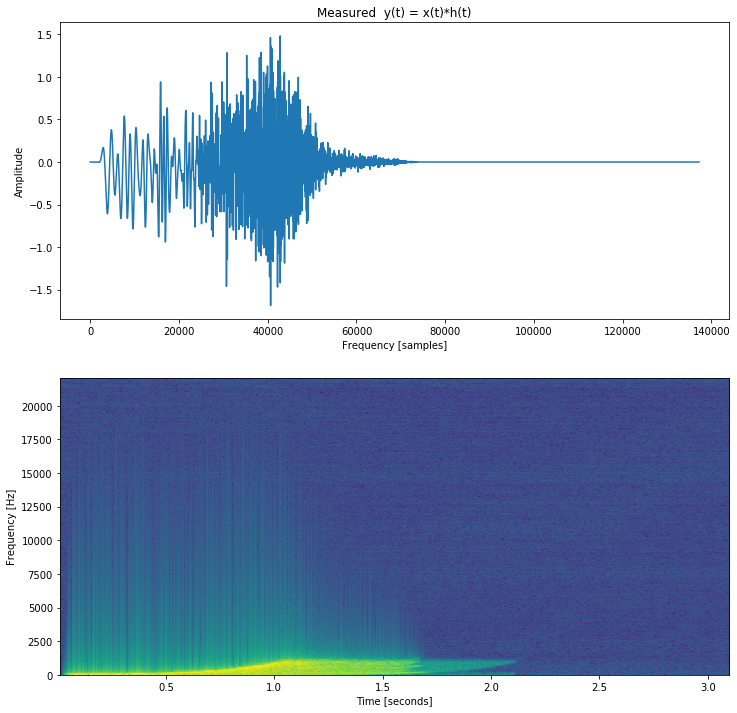 Measured  y(t) = x(t)*h(t)
1.5
1.0
0.5
0.0
−0.5
−1.0
−1.5
Amplitude
0 20000 40000 60000 80000 100000 120000 140000
Frequency [samples]
20000
17500
15000
12500
10000
7500
5000
2500
0
Frequency [Hz]
0.5 1.0 1.5 2.0 2.5 3.0
Time [seconds]